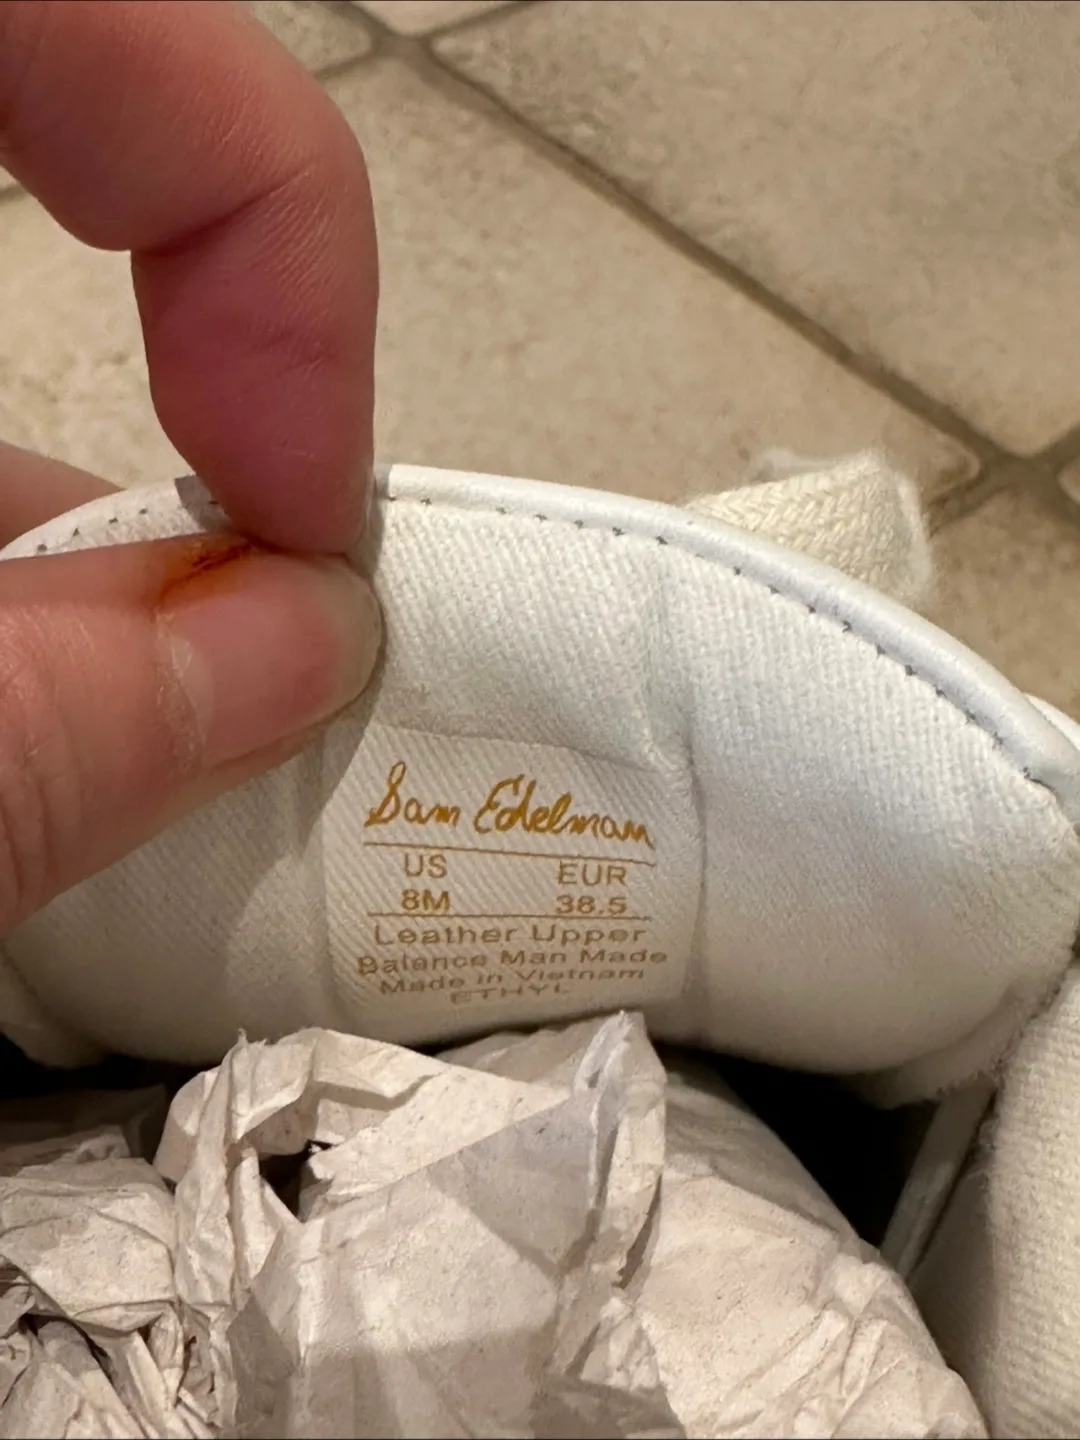 Sam Edelman
US EUR
8M 38.5
Leather Upper
Balance Man Made
Made in Vietnam
ETHYL